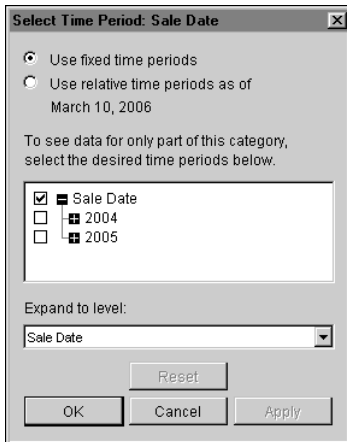 Select Time Period: Sale Date
Use fixed time periods
Use relative time periods as of
March 10, 2006
To see data for only part of this category,
select the desired time periods below.
Sale Date
2004
2005
Expand to level:
Sale Date
Reset
OK
Cancel
Apply